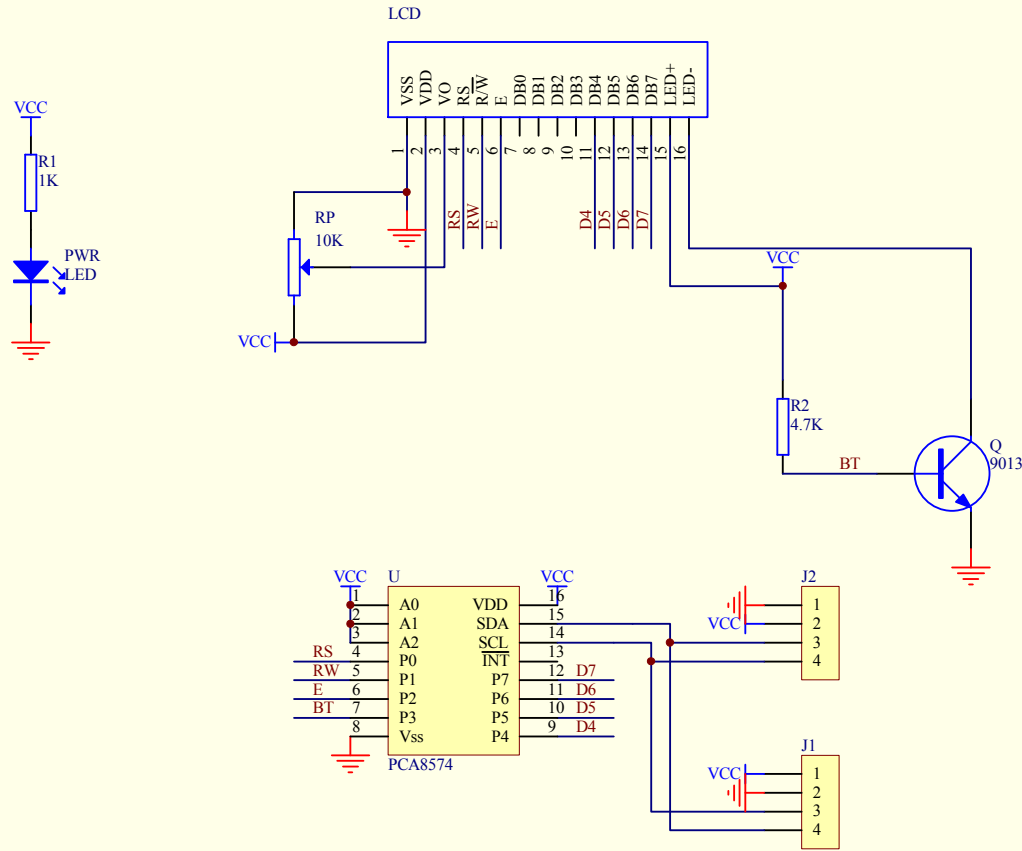 LCD
VSS
VDD
VO
RS
R/W
E
DB0
DB1
DB2
DB3
DB4
DB5
DB6
DB7
LED+
LED-
1
2
3
4
5
6
7
8
9
10
11
12
13
14
15
16
RS
RW
E
D4
D5
D6
D7
VCC
R1
1K
PWR
LED
RP
10K
VCC
VCC
R2
4.7K
BT
Q
9013
VCC
U
VCC
1
2
3
4
5
6
7
8
A0
A1
A2
P0
P1
P2
P3
Vss
VDD
SDA
SCL
INT
P7
P6
P5
P4
16
15
14
13
12
11
10
9
RS
RW
E
BT
D7
D6
D5
D4
PCA8574
J2
VCC
1
2
3
4
J1
VCC
1
2
3
4